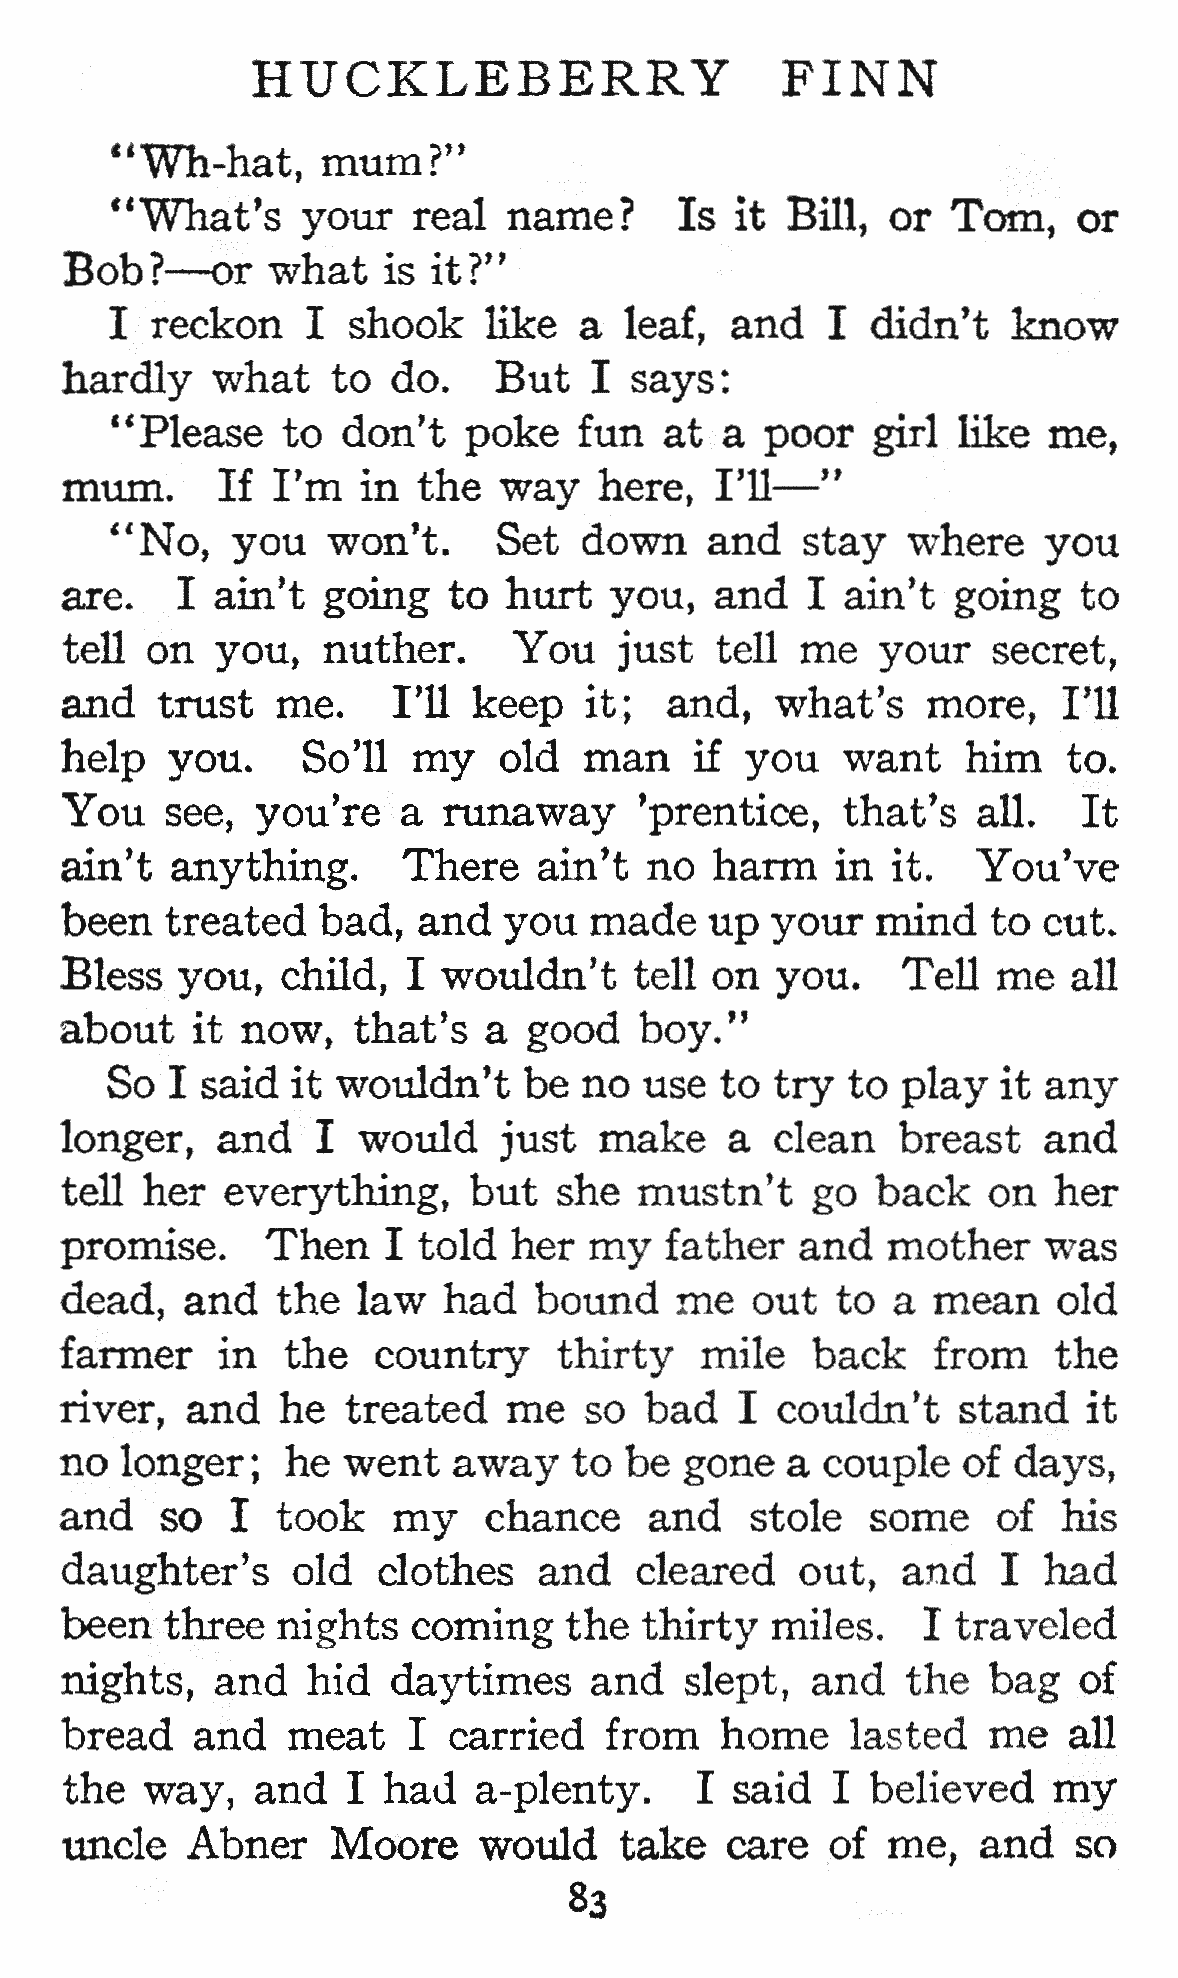 HUCKLEBERRY FINN
“Wh-hat, mum?”
“What’s your real name? Is it Bill, or Tom, or
Bob?—or what is it?”
I reckon I shook like a leaf, and I didn’t know
hardly what to do. But I says:
“Please to don’t poke fun at a poor girl like me,
mum. If I’m in the way here, I’ll—”
“No, you won’t. Set down and stay where you
are. I ain’t going to hurt you, and I ain’t going to
tell on you, nuther. You just tell me your secret,
and trust me. I’ll keep it; and, what’s more, I’ll
help you. So’ll my old man if you want him to.
You see, you’re a runaway ’prentice, that’s all. It
ain’t anything. There ain’t no harm in it. You’ve
been treated bad, and you made up your mind to cut.
Bless you, child, I wouldn’t tell on you. Tell me all
about it now, that’s a good boy.”
So I said it wouldn’t be no use to try to play it any
longer, and I would just make a clean breast and
tell her everything, but she mustn’t go back on her
promise. Then I told her my father and mother was
dead, and the law had bound me out to a mean old
farmer in the country thirty mile back from the
river, and he treated me so bad I couldn’t stand it
no longer; he went away to be gone a couple of days,
and so I took my chance and stole some of his
daughter’s old clothes and cleared out, and I had
been three nights coming the thirty miles. I traveled
nights, and hid daytimes and slept, and the bag of
bread and meat I carried from home lasted me all
the way, and I had a-plenty. I said I believed my
uncle Abner Moore would take care of me, and so
83